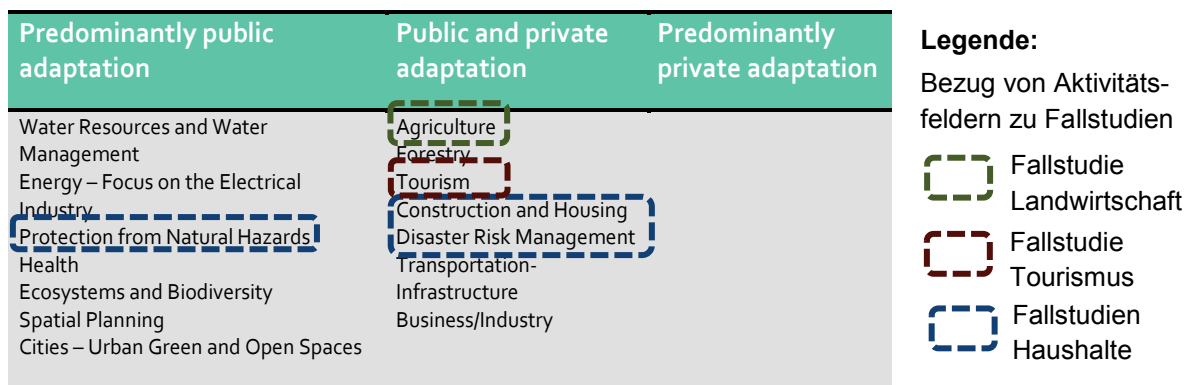 Predominantly public
adaptation
Public and private
adaptation
Predominantly
private adaptation
Water Resources and Water
Management
Energy – Focus on the Electrical
Industry
Protection from Natural Hazards
Health
Ecosystems and Biodiversity
Spatial Planning
Cities – Urban Green and Open Spaces
Agriculture
Forestry
Tourism
Construction and Housing
Disaster Risk Management
Transportation-
Infrastructure
Business/Industry
Legende:
Bezug von Aktivitäts-
feldern zu Fallstudien
Fallstudie
Landwirtschaft
Fallstudie
Tourismus
Fallstudien
Haushalte